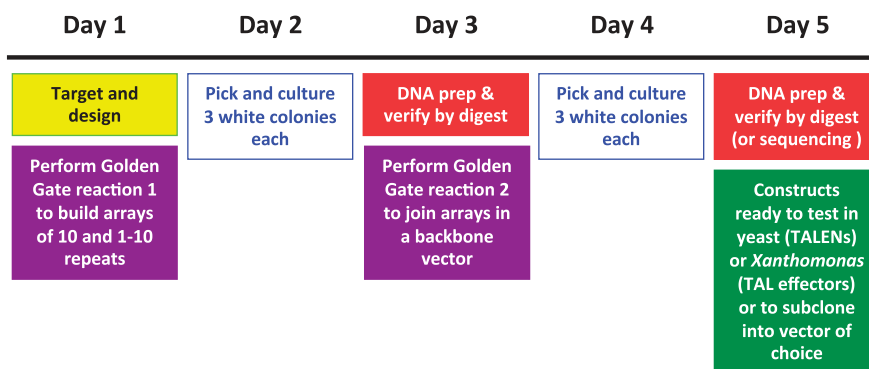 Day 1
Day 2
Day 3
Day 4
Day 5
Target and
design
Perform Golden
Gate reaction 1
to build arrays
of 10 and 1-10
repeats
Pick and culture
3 white colonies
each
DNA prep &
verify by digest
Perform Golden
Gate reaction 2
to join arrays in
a backbone
vector
Pick and culture
3 white colonies
each
DNA prep &
verify by digest
(or sequencing )
Constructs
ready to test in
yeast (TALENs)
or Xanthomonas
(TAL effectors)
or to subclone
into vector of
choice